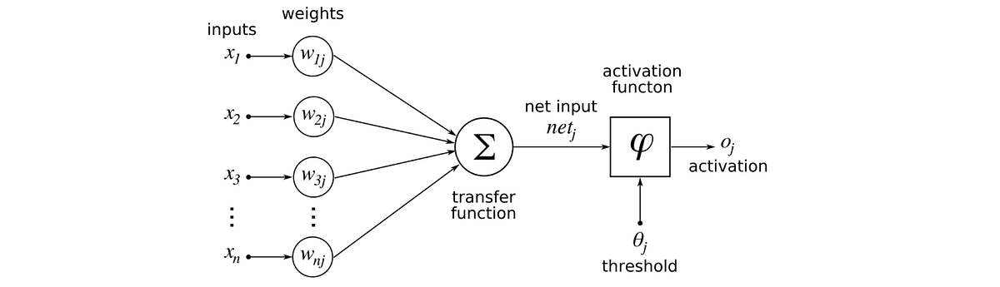 weights
inputs
x1
w1j
x2
w2j
x3
w3j
⋮
⋮
xn
wnj
Σ
transfer
function
net input
netj
activation
functon
φ
oj
activation
θj
threshold